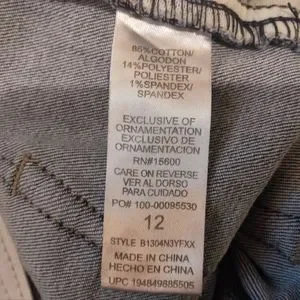 85%COTTON/
ALGODON
14%POLYESTER/
POLIESTER
1%SPANDEX/
SPANDEX
EXCLUSIVE OF
ORNAMENTATION
EXCLUSIVO DE
ORNAMENTACION
RN#15600
CARE ON REVERSE
VER AL DORSO
PARA CUIDADO
PO# 100-00095530
12
STYLE B1304N3YFXX
MADE IN CHINA
HECHO EN CHINA
UPC 194849885505